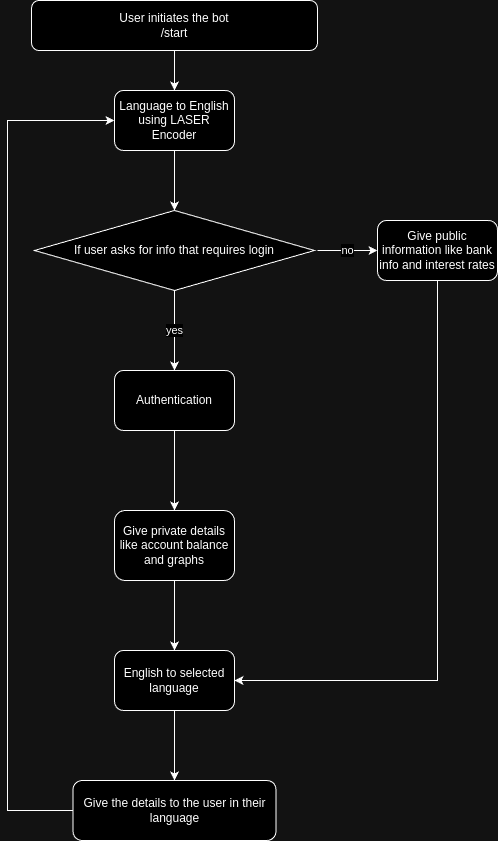 User initiates the bot
/start
Language to English
using LASER
Encoder
If user asks for info that requires login
no
Give public
information like bank
info and interest rates
yes
Authentication
Give private details
like account balance
and graphs
English to selected
language
Give the details to the user in their
language